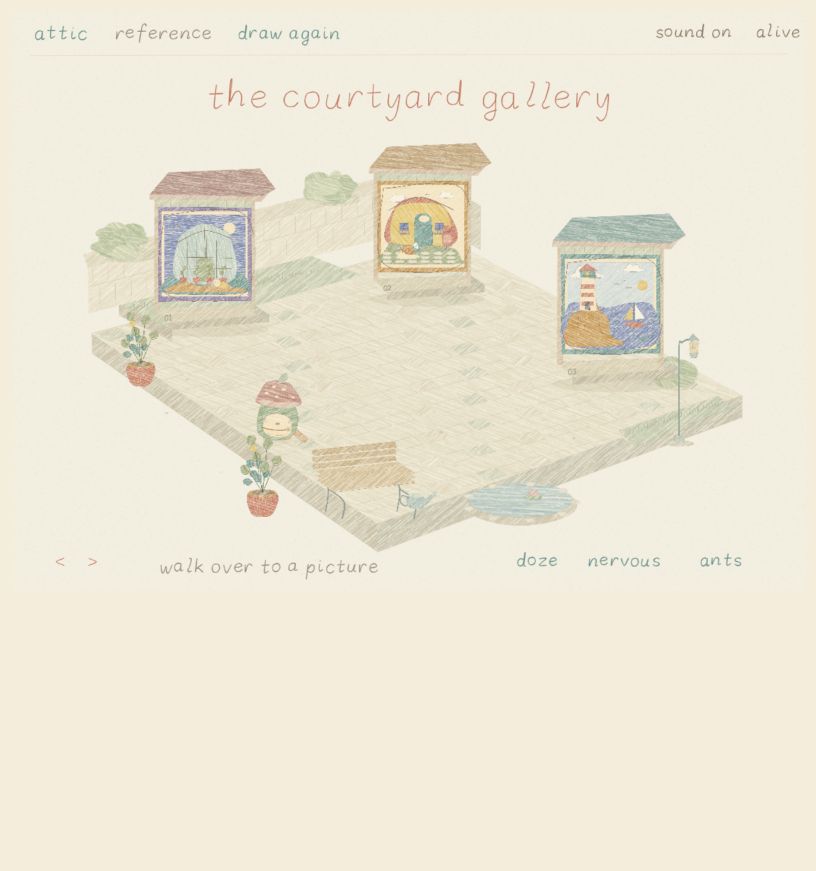 attic reference draw again sound on alive
the courtyard gallery
01
02
03
< > walk over to a picture doze nervous ants